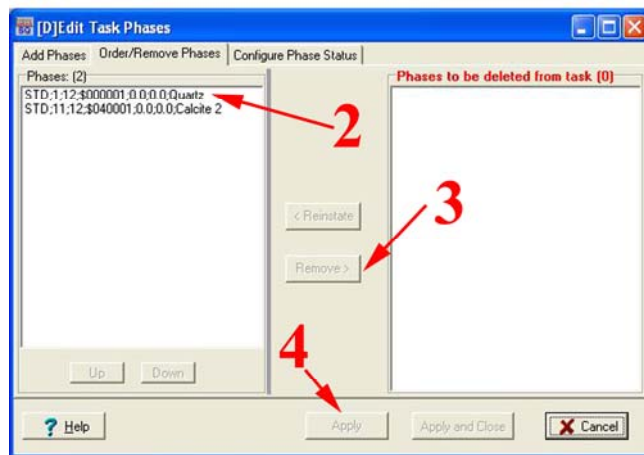 [D]Edit Task Phases
Add Phases Order/Remove Phases Configure Phase Status
Phases: (2)
STD;1;12;$000001;0.0;0.0;Quartz
STD;11;12;$040001;0.0;0.0;Calcite 2
Phases to be deleted from task (0)
2
< Reinstate
3
Remove >
4
Up Down
? Help Apply Apply and Close X Cancel